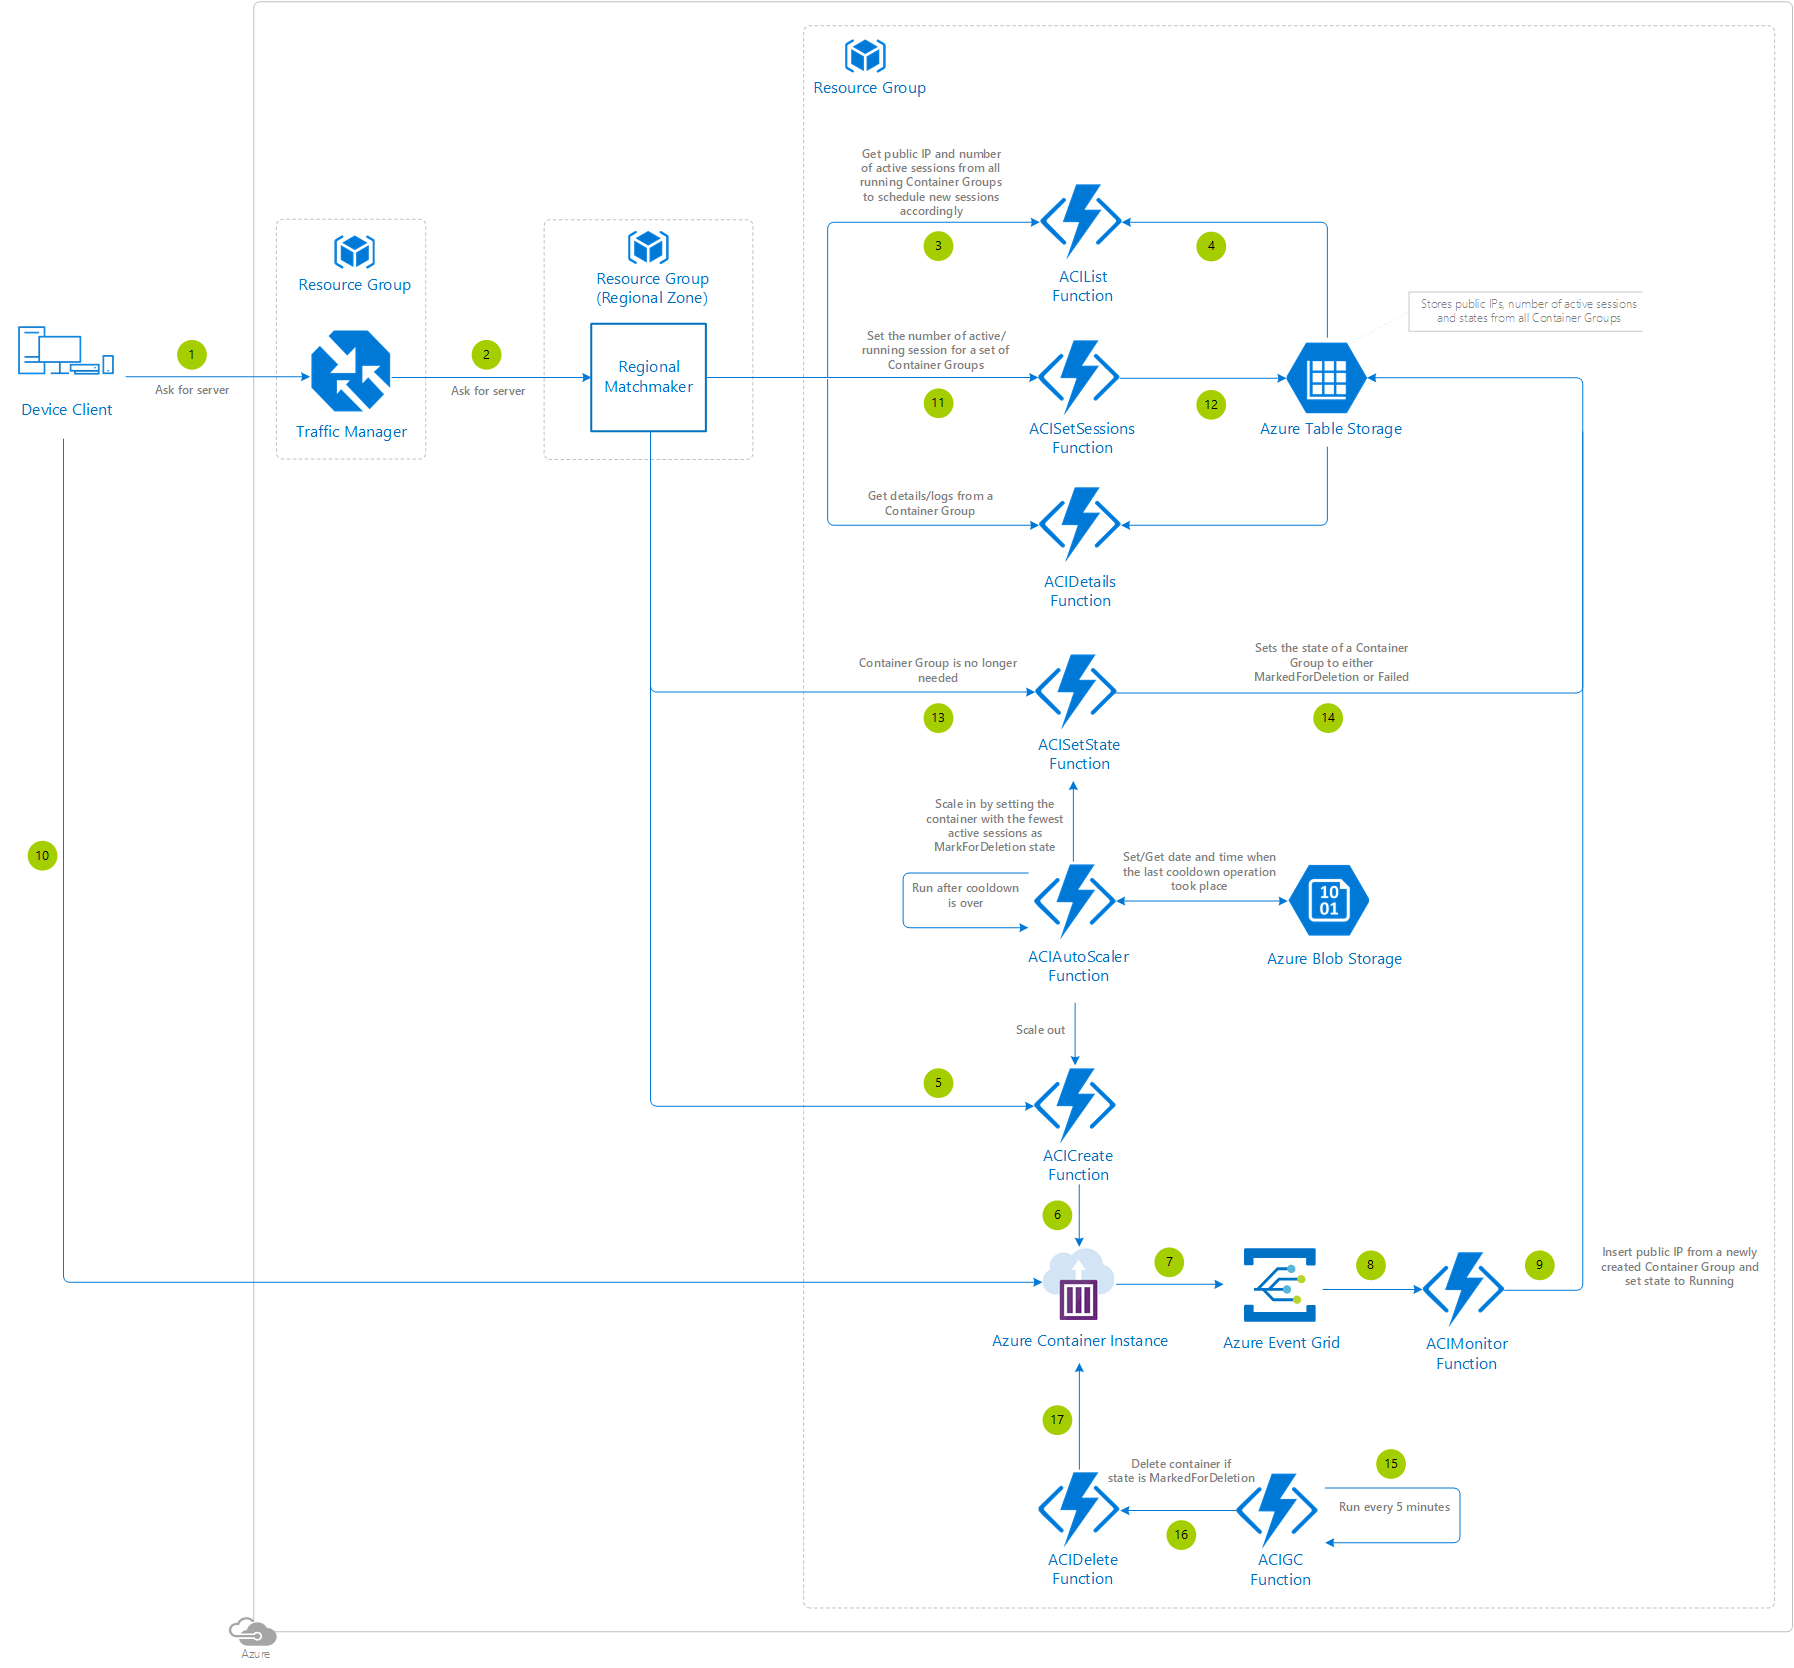 Resource Group
Get public IP and number
of active sessions from all
running Container Groups
to schedule new sessions
accordingly
3
4
ACIList
Function
Resource Group
Resource Group
(Regional Zone)
Stores public IPs, number of active sessions
and states from all Container Groups
Device Client
1
Ask for server
Traffic Manager
2
Ask for server
Regional
Matchmaker
Set the number of active/
running session for a set of
Container Groups
11
12
ACISetSessions
Function
Azure Table Storage
Get details/logs from a
Container Group
ACIDetails
Function
Container Group is no longer
needed
13
Sets the state of a Container
Group to either
MarkedForDeletion or Failed
14
ACISetState
Function
Scale in by setting the
container with the fewest
active sessions as
MarkForDeletion state
10
Run after cooldown
is over
Set/Get date and time when
the last cooldown operation
took place
10
01
ACIAutoScaler
Function
Azure Blob Storage
Scale out
5
ACICreate
Function
6
7
8
9
Insert public IP from a newly
created Container Group and
set state to Running
Azure Container Instance
Azure Event Grid
ACIMonitor
Function
17
Delete container if
state is MarkedForDeletion
15
Run every 5 minutes
16
ACIDelete
Function
ACIGC
Function
Azure